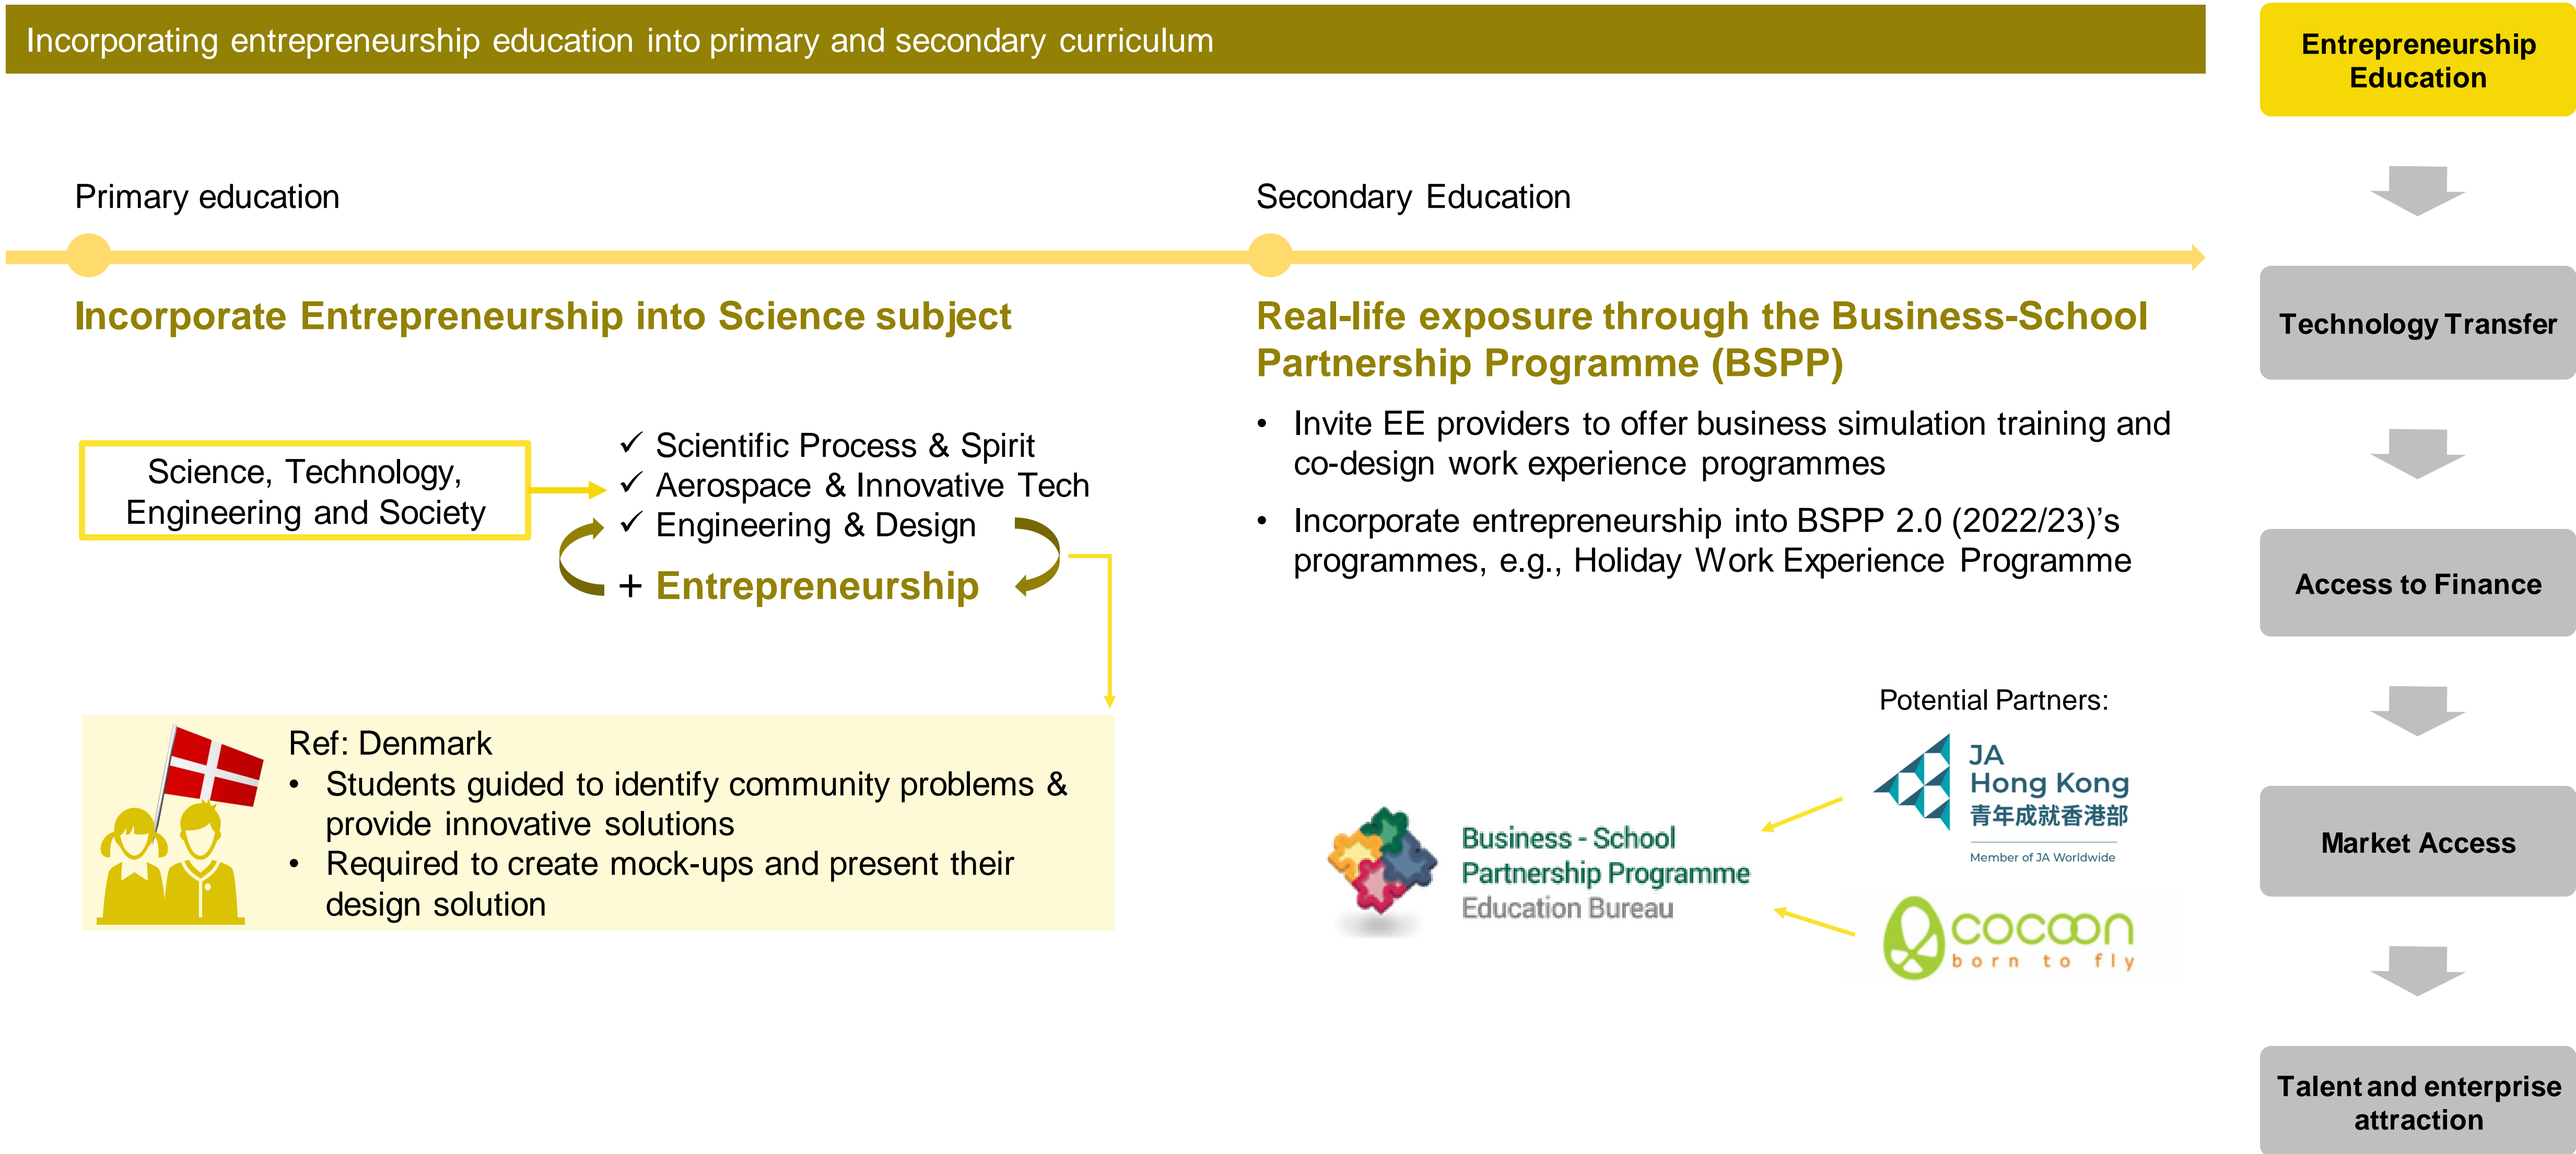 Incorporating entrepreneurship education into primary and secondary curriculum
Primary education
Incorporate Entrepreneurship into Science subject
Science, Technology,
Engineering and Society
✓ Scientific Process & Spirit
✓ Aerospace & Innovative Tech
✓ Engineering & Design
+ Entrepreneurship
Ref: Denmark
• Students guided to identify community problems &
provide innovative solutions
• Required to create mock-ups and present their
design solution
Secondary Education
Real-life exposure through the Business-School
Partnership Programme (BSPP)
• Invite EE providers to offer business simulation training and
co-design work experience programmes
• Incorporate entrepreneurship into BSPP 2.0 (2022/23)’s
programmes, e.g., Holiday Work Experience Programme
Potential Partners:
JA
Hong Kong
青年成就香港部
Member of JA Worldwide
Business - School
Partnership Programme
Education Bureau
cocoon
born to fly
Entrepreneurship
Education
Technology Transfer
Access to Finance
Market Access
Talent and enterprise
attraction